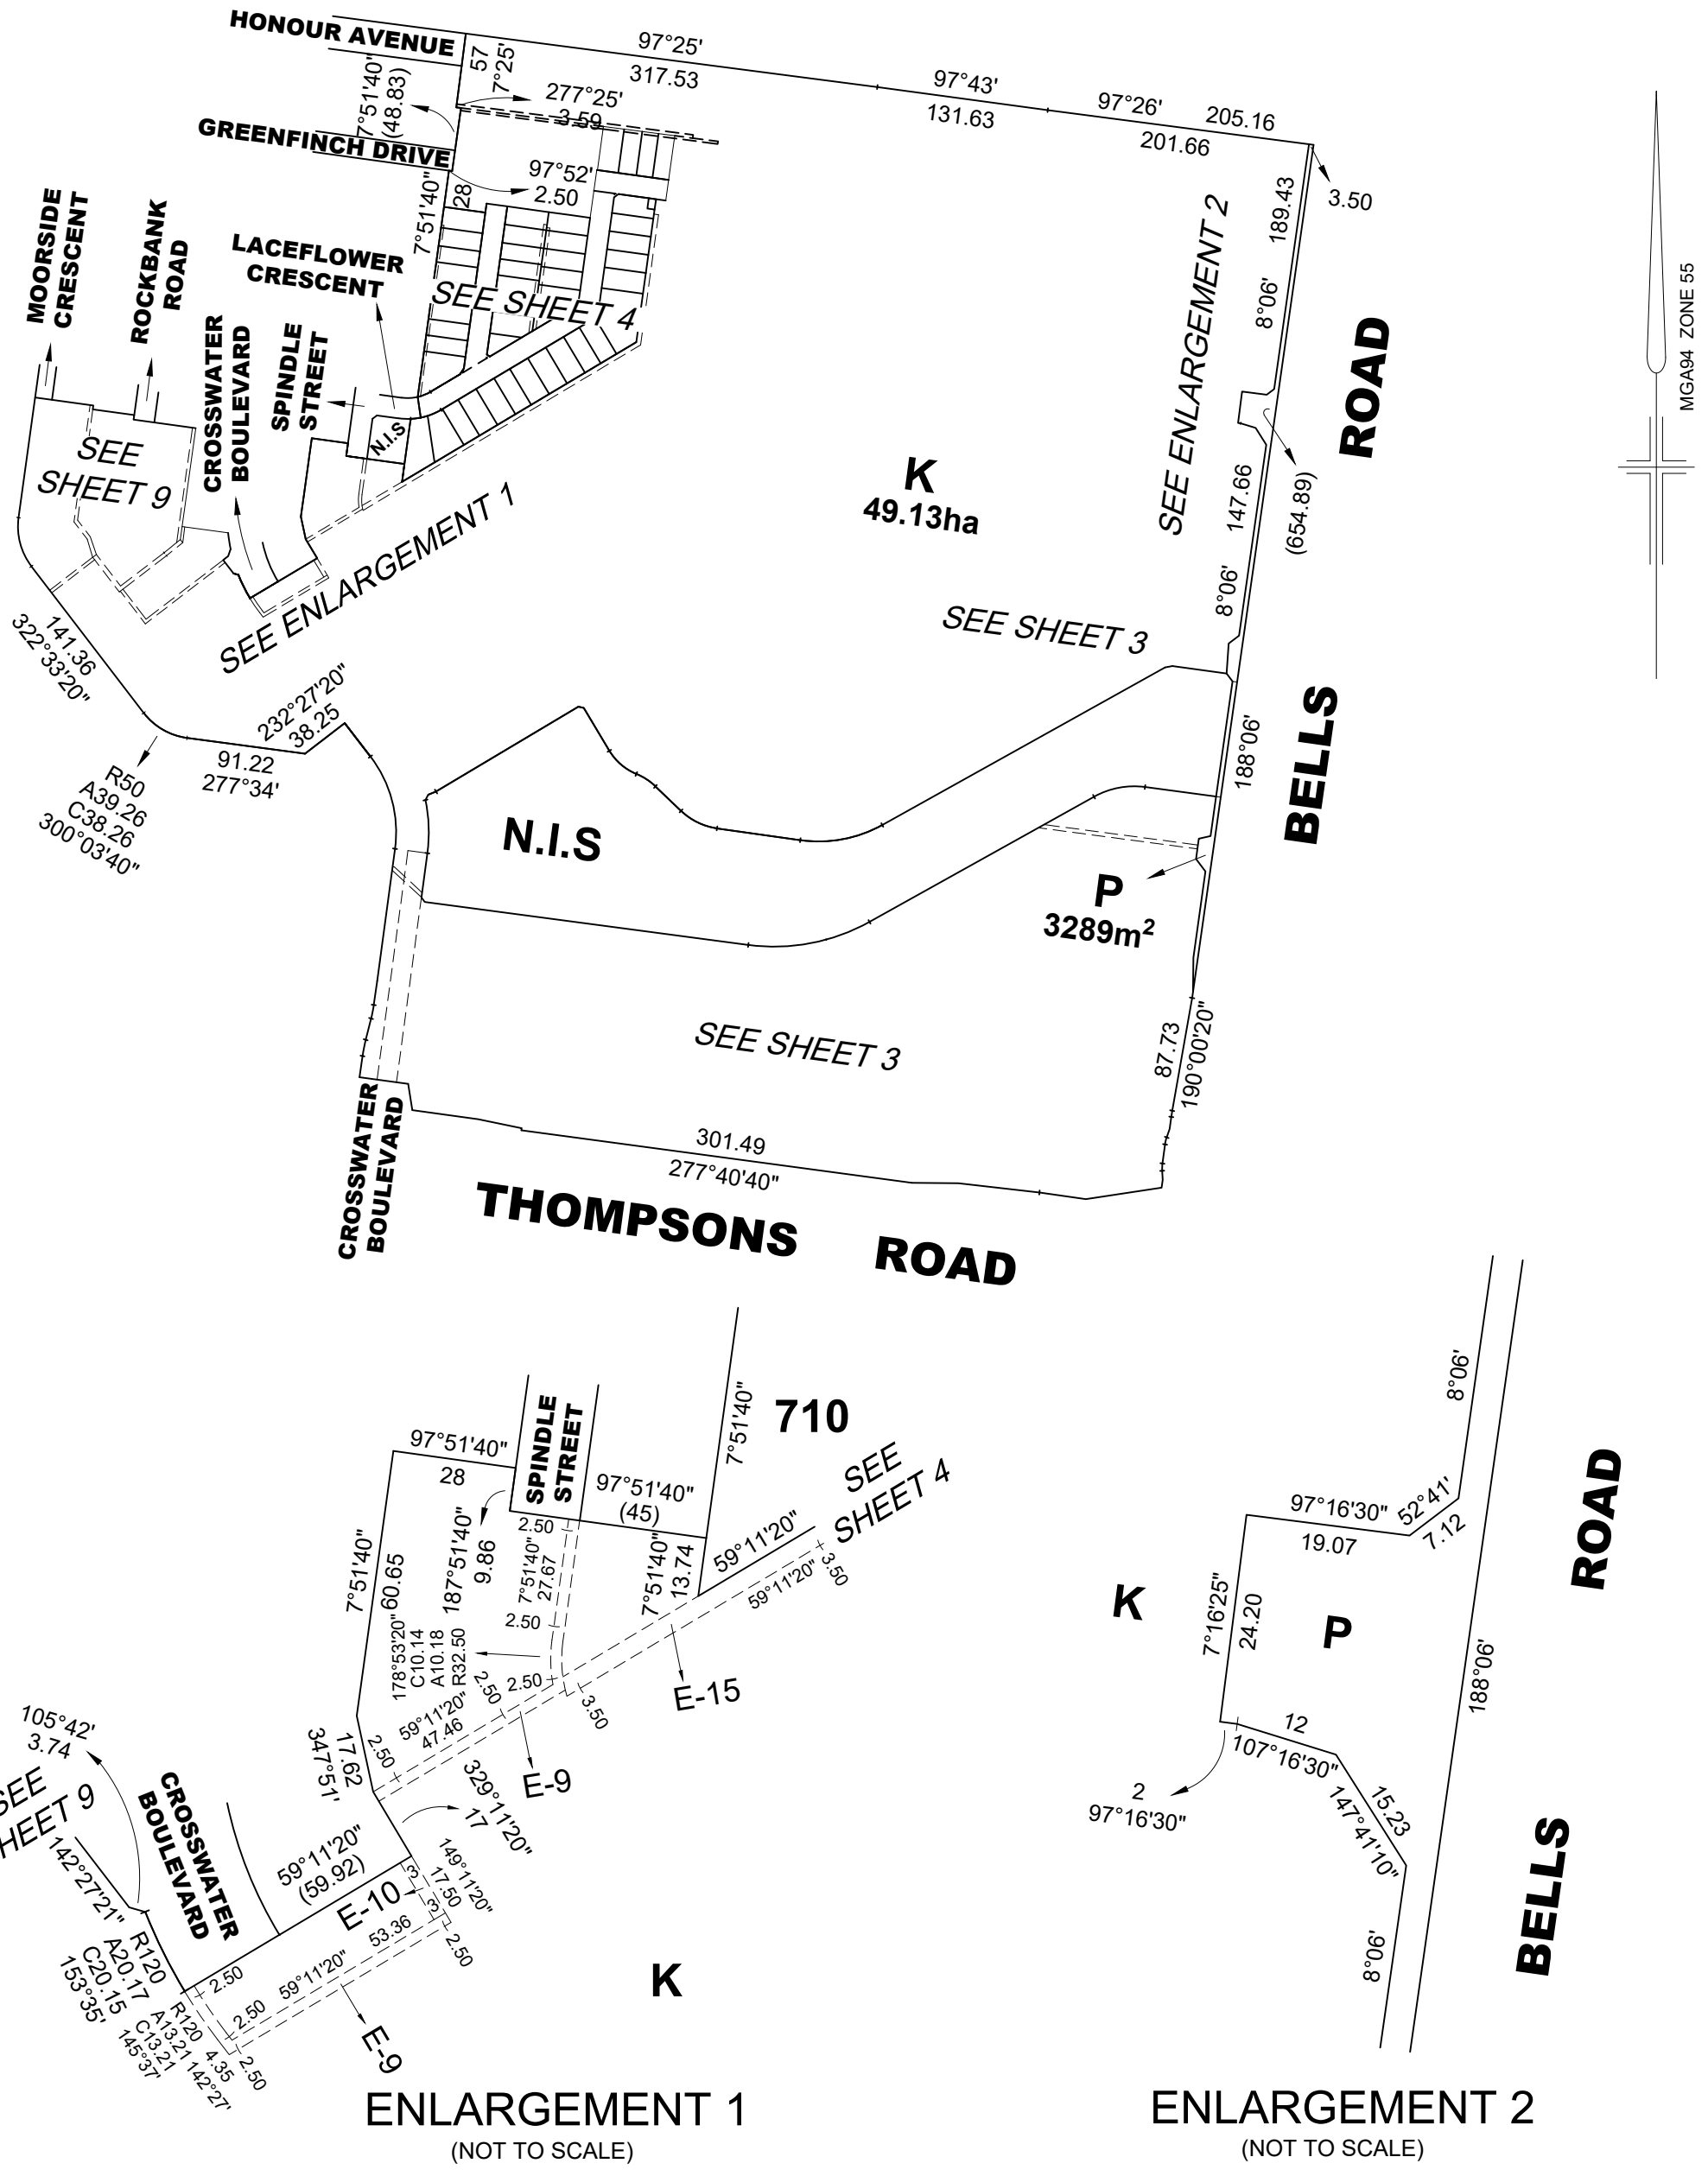 HONOUR AVENUE
57
7°25'
97°25'
317.53
97°43'
131.63
97°26'
205.16
201.66
3.50
7°51'40"
(48.83)
277°25'
3.59
GREENFINCH DRIVE
97°52'
2.50
7°51'40"
28
MOORSIDE
CRESCENT
ROCKBANK
ROAD
LACEFLOWER
CRESCENT
CROSSWATER
BOULEVARD
SPINDLE
STREET
SEE SHEET 4
N.I.S
SEE
SHEET 9
SEE ENLARGEMENT 1
SEE ENLARGEMENT 2
189.43
8°06'
ROAD
MGA94 ZONE 55
K
49.13ha
147.66
(654.89)
8°06'
SEE SHEET 3
141.36
322°33'20"
232°27'20"
38.25
91.22
277°34'
R50
A39.26
C38.26
300°03'40"
188°06'
BELLS
N.I.S
P
3289m²
SEE SHEET 3
87.73
190°00'20"
CROSSWATER
BOULEVARD
301.49
277°40'40"
THOMPSONS ROAD
710
7°51'40"
SPINDLE
STREET
97°51'40"
28
97°51'40"
(45)
SEE
SHEET 4
59°11'20"
59°11'20"
3.50
7°51'40"
60.65
187°51'40"
9.86
2.50
7°51'40"
27.67
2.50
7°51'40"
13.74
178°53'20"
C10.14
A10.18
R32.50
2.50
2.50
3.50
E-15
59°11'20"
47.46
2.50
E-9
347°51'
17.62
329°11'20"
17
105°42'
3.74
SEE
HEET 9
CROSSWATER
BOULEVARD
142°27'21"
59°11'20"
(59.92)
3
149°11'20"
17.50
3
E-10
53.36
59°11'20"
2.50
2.50
2.50
R120
A20.17
C20.15
153°35'
R120
A13.21
C13.21
145°37'
4.35
142°27'
2.50
E-9
K
ENLARGEMENT 1
(NOT TO SCALE)
8°06'
97°16'30"
19.07
52°41'
7.12
ROAD
K
P
7°16'25"
24.20
188°06'
12
107°16'30"
2
97°16'30"
15.23
147°41'10"
8°06'
BELLS
ENLARGEMENT 2
(NOT TO SCALE)